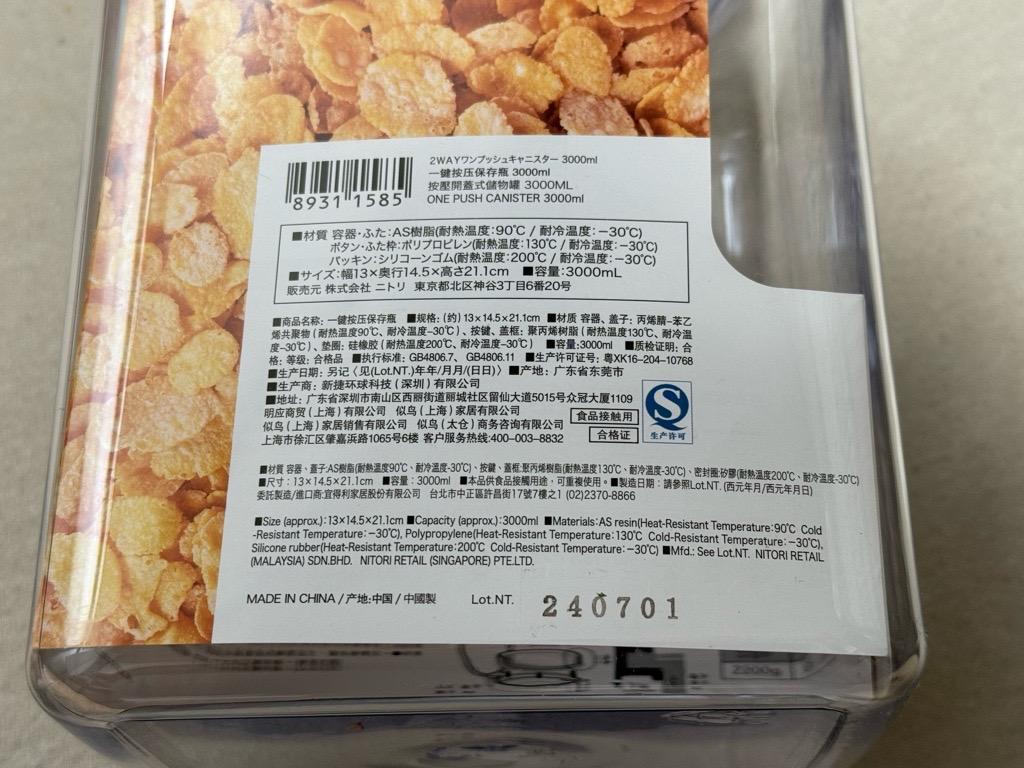 8931 1585
2WAYワンプッシュキャニスター 3000ml
一键按压保存瓶 3000ml
按壓開蓋式儲物罐 3000ML
ONE PUSH CANISTER 3000ml
■材質 容器・ふた:AS樹脂(耐熱温度:90℃ / 耐冷温度:−30℃)
ボタン・ふた枠:ポリプロピレン(耐熱温度:130℃ / 耐冷温度:−30℃)
パッキン:シリコーンゴム(耐熱温度:200℃ / 耐冷温度:−30℃)
■サイズ:幅13×奥行14.5×高さ21.1cm ■容量:3000mL
販売元 株式会社 ニトリ 東京都北区神谷3丁目6番20号
■商品名称: 一键按压保存瓶 ■规格: (约) 13×14.5×21.1cm ■材质 容器、盖子: 丙烯腈-苯乙
烯共聚物 (耐热温度90℃、耐冷温度-30℃)、按键、盖框: 聚丙烯树脂 (耐热温度130℃、耐冷温
度-30℃)、垫圈: 硅橡胶 (耐热温度200℃、耐冷温度-30℃) ■容量:3000ml ■质检证明: 合
格; 等级: 合格品 ■执行标准: GB4806.7、GB4806.11 ■生产许可证号: 粤XK16-204-10768
■生产日期: 另记〈见(Lot.NT.)年年/月月/(日日)〉 ■产地: 广东省东莞市
■生产商: 新捷环球科技 (深圳) 有限公司
■地址: 广东省深圳市南山区西丽街道丽城社区留仙大道5015号众冠大厦1109
明应商贸 (上海) 有限公司 似鸟 (上海) 家居有限公司
似鸟 (上海) 家居销售有限公司 似鸟 (太仓) 商务咨询有限公司
上海市徐汇区肇嘉浜路1065号6楼 客户服务热线:400-003-8832
食品接触用
合格证
生产许可
■材質 容器、蓋子:AS樹脂(耐熱溫度90℃、耐冷溫度-30℃)、按鍵、蓋框:聚丙烯樹脂(耐熱溫度130℃、耐冷溫度-30℃)、密封圈:矽膠(耐熱溫度200℃、耐冷溫度-30℃)
■尺寸: 13×14.5×21.1cm ■容量: 3000ml ■本品供食品接觸用途,可重複使用。■製造日期: 請參照Lot.NT. (西元年月/西元年月日)
委託製造/進口商:宜得利家居股份有限公司 台北市中正區許昌街17號7樓之1 (02)2370-8866
■Size (approx.):13×14.5×21.1cm ■Capacity (approx.):3000ml ■Materials:AS resin(Heat-Resistant Temperature:90℃ Cold
-Resistant Temperature:−30℃), Polypropylene(Heat-Resistant Temperature:130℃ Cold-Resistant Temperature:−30℃),
Silicone rubber(Heat-Resistant Temperature:200℃ Cold-Resistant Temperature:−30℃) ■Mfd.: See Lot.NT. NITORI RETAIL
(MALAYSIA) SDN.BHD. NITORI RETAIL (SINGAPORE) PTE.LTD.
MADE IN CHINA / 产地:中国 / 中國製 Lot.NT. 240701